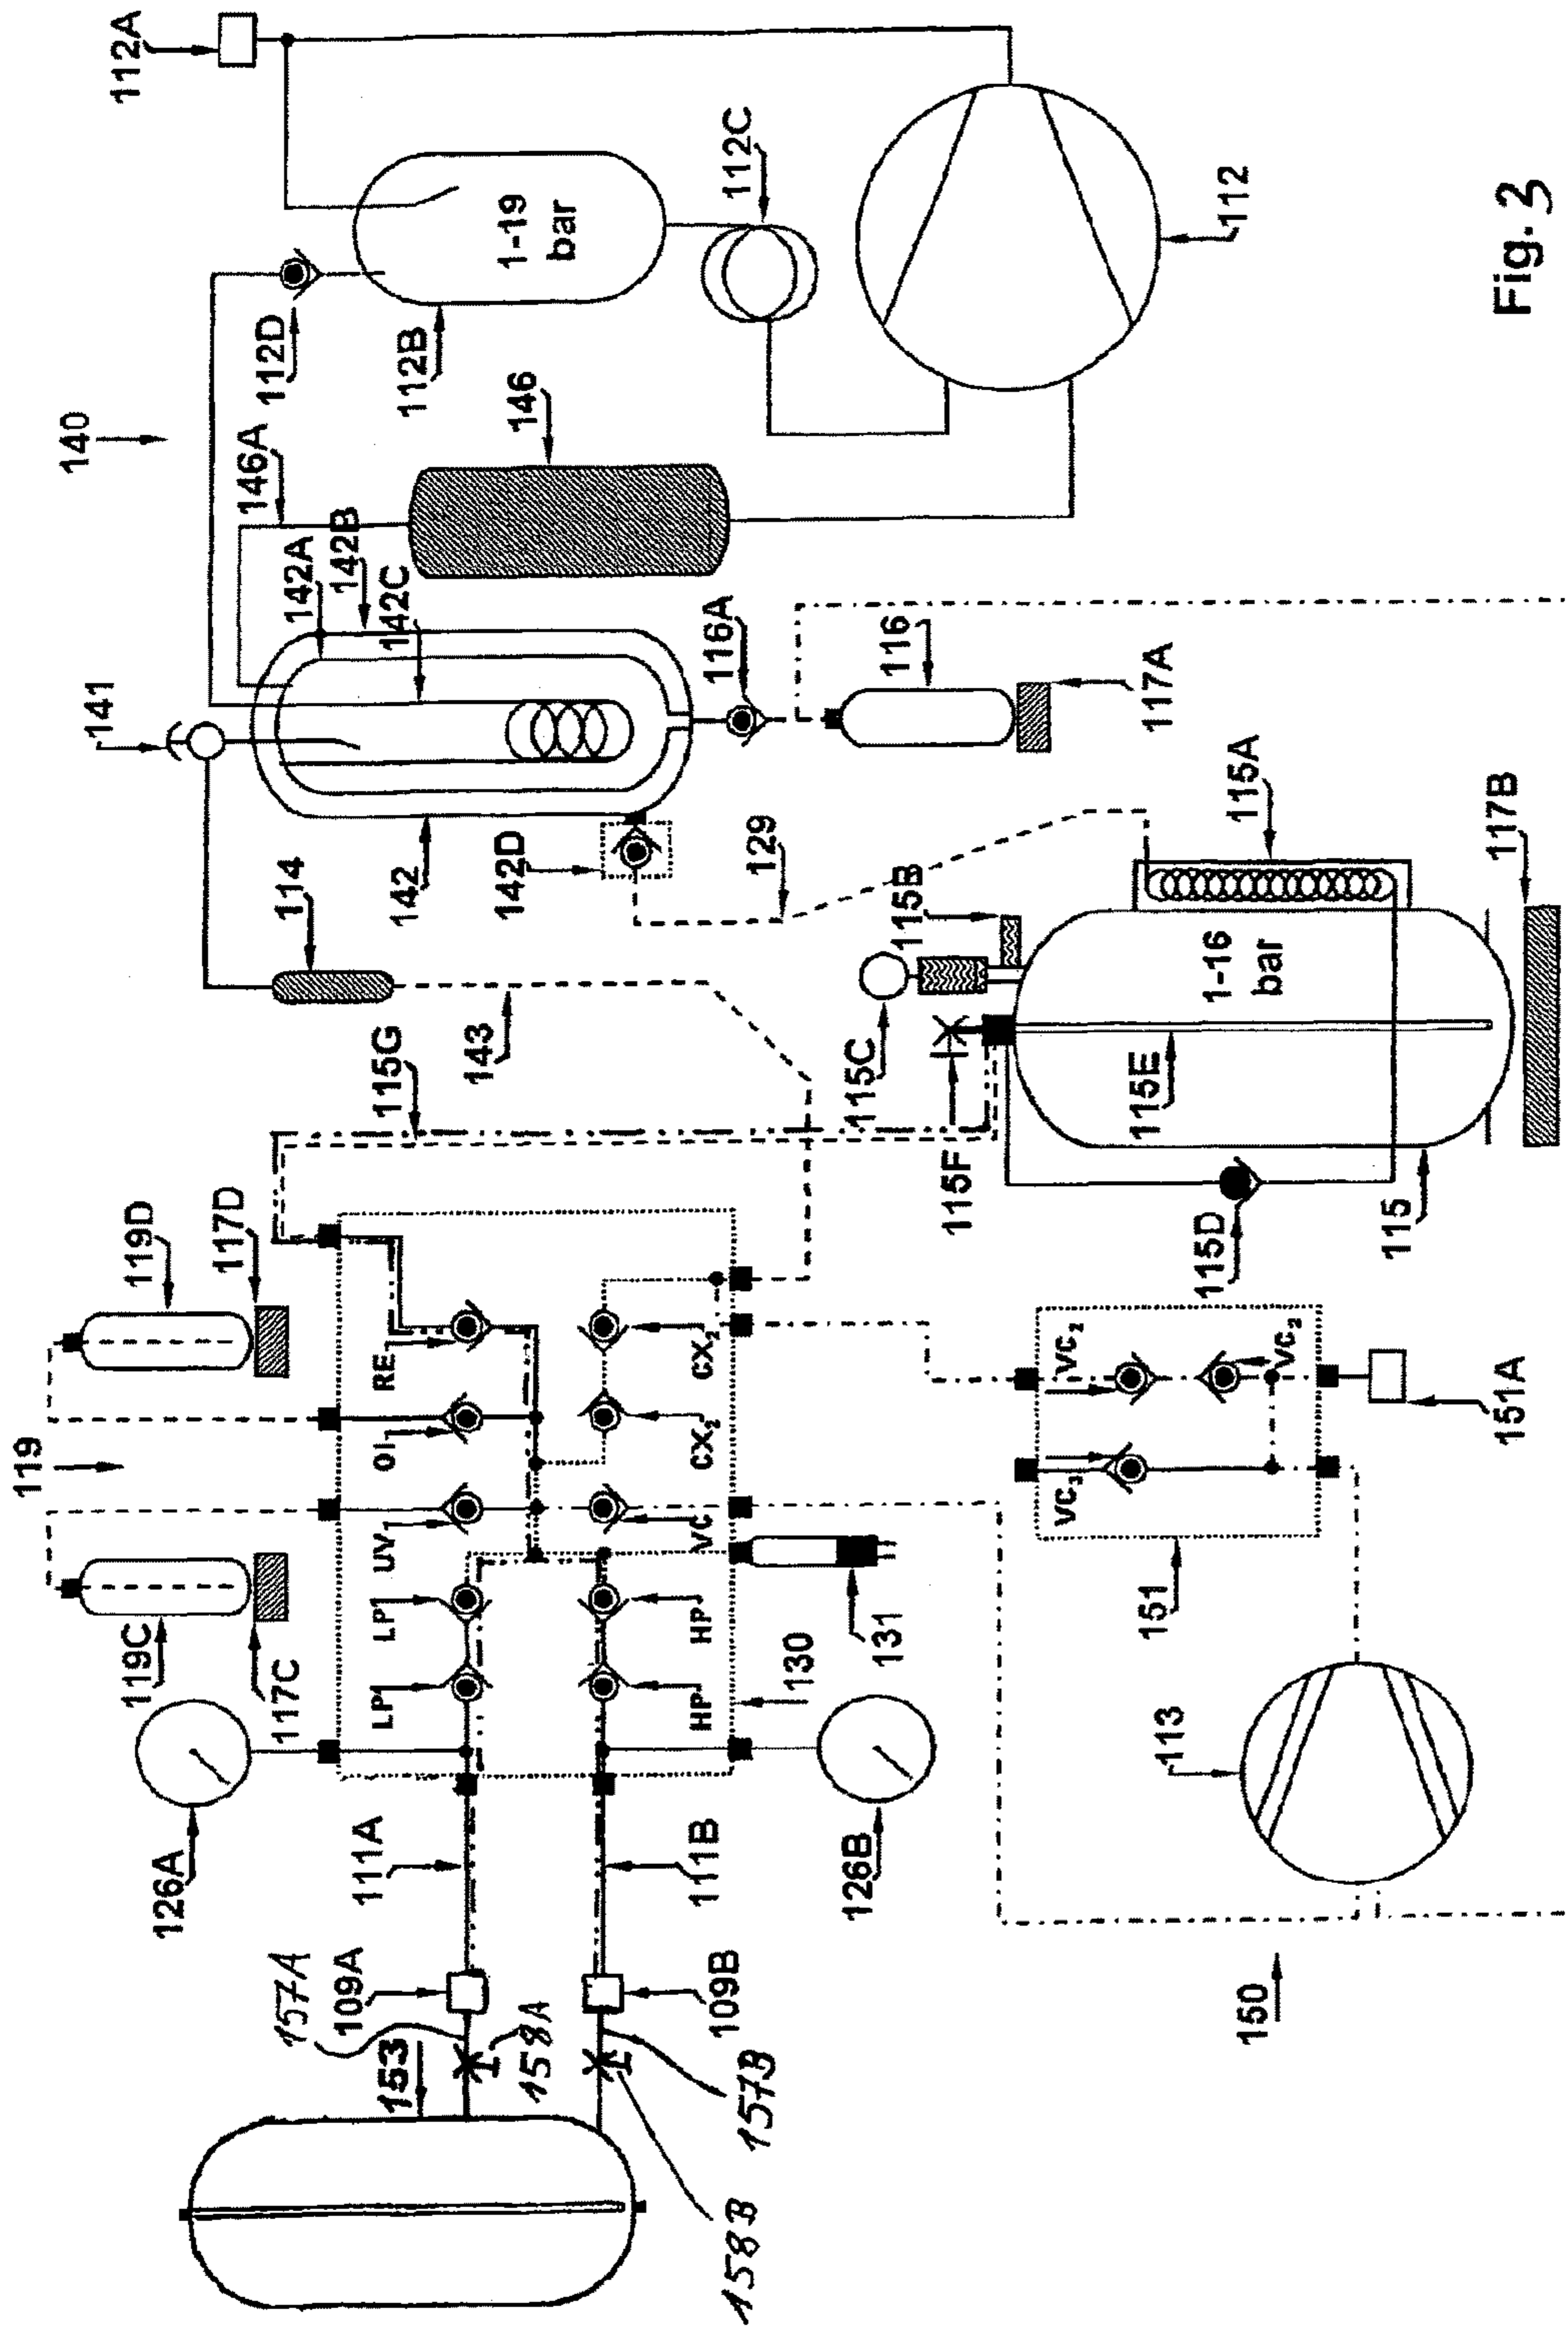 112A
112C
112
1-19
bar
Fig. 3
112D
112B
140
146A
146
142B
142A
142C
116A
116
117A
141
142
142D
129
114
143
115A
117B
115B
1-16
bar
115C
115E
115F
115D
115
115G
119D
117D
119
RE
OI
CX2
CX2
UV
VC
119C
117C
LP
LP
HP
HP
130
131
VC2
VC2
VC3
151A
151
113
126A
126B
111A
111B
150
157A
109A
109B
158A
153
157B
158B